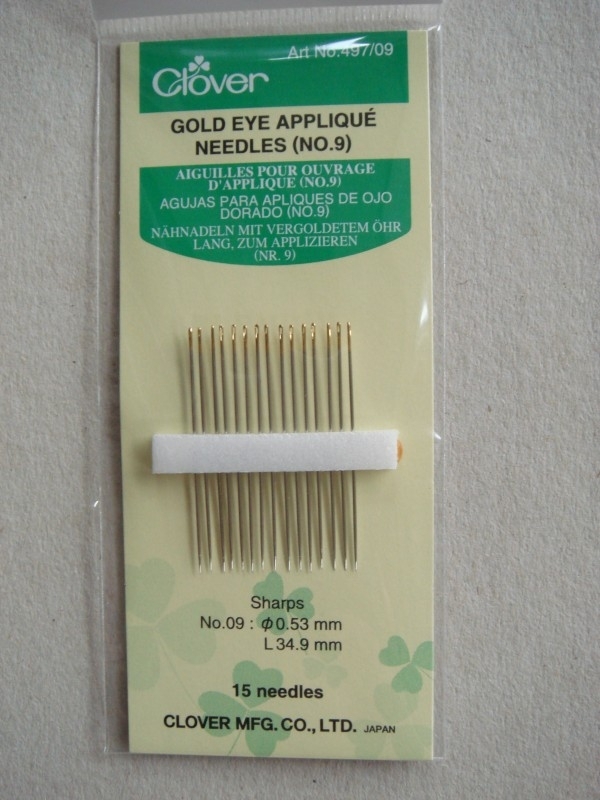 Art No.497/09
Clover
GOLD EYE APPLIQUÉ
NEEDLES (NO.9)
AIGUILLES POUR OUVRAGE
D'APPLIQUE (NO.9)
AGUJAS PARA APLIQUES DE OJO
DORADO (NO.9)
NÄHNADELN MIT VERGOLDETEM ÖHR
LANG, ZUM APPLIZIEREN
(NR. 9)
Sharps
No.09 : φ0.53 mm
L34.9 mm
15 needles
CLOVER MFG. CO., LTD. JAPAN